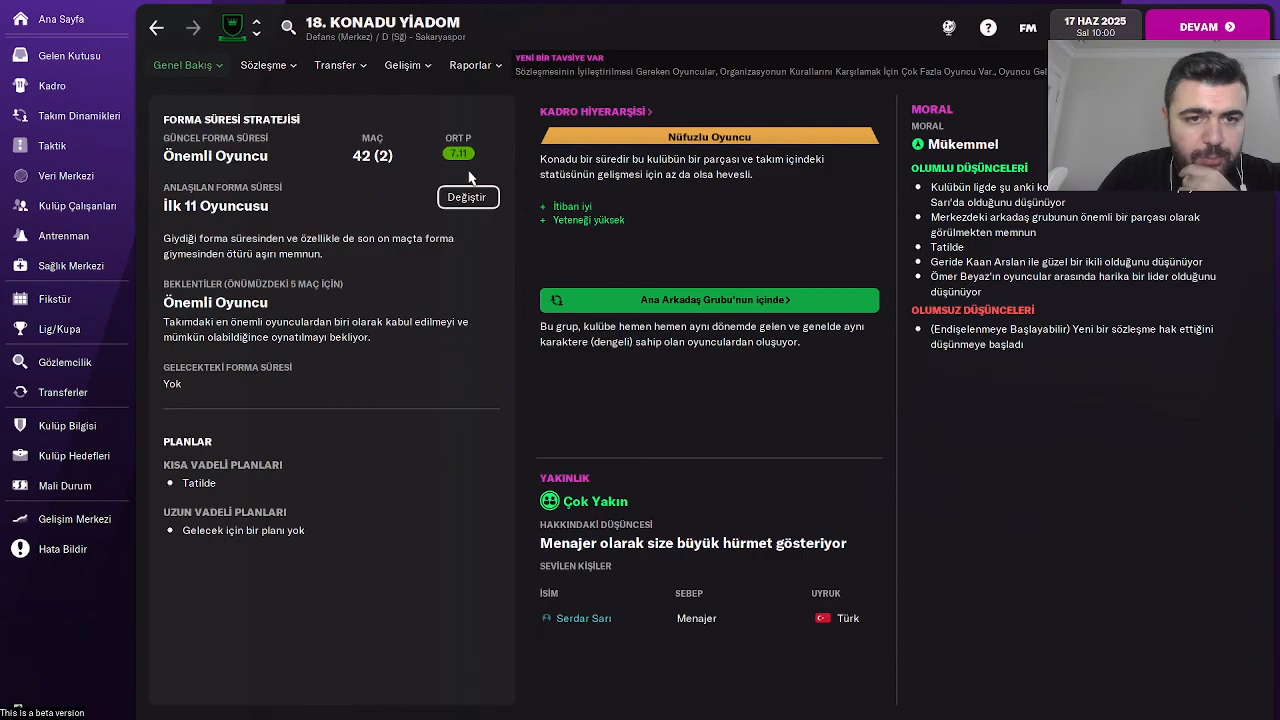 Ana Sayfa
Gelen Kutusu
Kadro
Takım Dinamikleri
Taktik
Veri Merkezi
Kulüp Çalışanları
Antrenman
Sağlık Merkezi
Fikstür
Lig/Kupa
Gözlemcilik
Transferler
Kulüp Bilgisi
Kulüp Hedefleri
Mali Durum
Gelişim Merkezi
Hata Bildir
This is a beta version
18. KONADU YİADOM
Defans (Merkez) / D (Sğ) - Sakaryaspor
FM
17 HAZ 2025
Sal 10:00
DEVAM
Genel Bakış
Sözleşme
Transfer
Gelişim
Raporlar
YENİ BİR TAVSİYE VAR
Sözleşmesinin İyileştirilmesi Gereken Oyuncular, Organizasyonun Kurallarını Karşılamak İçin Çok Fazla Oyuncu Var., Oyuncu Gel
FORMA SÜRESİ STRATEJİSİ
GÜNCEL FORMA SÜRESİ MAÇ ORT P
Önemli Oyuncu 42 (2) 7.11
ANLAŞILAN FORMA SÜRESİ
İlk 11 Oyuncusu
Değiştir
Giydiği forma süresinden ve özellikle de son on maçta forma
giymesinden ötürü aşırı memnun.
BEKLENTİLER (ÖNÜMÜZDEKİ 5 MAÇ İÇİN)
Önemli Oyuncu
Takımdaki en önemli oyunculardan biri olarak kabul edilmeyi ve
mümkün olabildiğince oynatılmayı bekliyor.
GELECEKTEKİ FORMA SÜRESİ
Yok
PLANLAR
KISA VADELİ PLANLARI
Tatilde
UZUN VADELİ PLANLARI
Gelecek için bir planı yok
KADRO HİYERARŞİSİ
Nüfuzlu Oyuncu
Konadu bir süredir bu kulübün bir parçası ve takım içindeki
statüsünün gelişmesi için az da olsa hevesli.
+ İtibarı iyi
+ Yeteneği yüksek
Ana Arkadaş Grubu'nun içinde
Bu grup, kulübe hemen hemen aynı dönemde gelen ve genelde aynı
karaktere (dengeli) sahip olan oyunculardan oluşuyor.
YAKINLIK
Çok Yakın
HAKKINDAKİ DÜŞÜNCESİ
Menajer olarak size büyük hürmet gösteriyor
SEVİLEN KİŞİLER
İSİM SEBEP UYRUK
Serdar Sarı Menajer Türk
MORAL
MORAL
Mükemmel
OLUMLU DÜŞÜNCELERİ
Kulübün ligde şu anki ko
Sarı'da olduğunu düşünüyor
Merkezdeki arkadaş grubunun önemli bir parçası olarak
görülmekten memnun
Tatilde
Geride Kaan Arslan ile güzel bir ikili olduğunu düşünüyor
Ömer Beyaz'ın oyuncular arasında harika bir lider olduğunu
düşünüyor
OLUMSUZ DÜŞÜNCELERİ
(Endişelenmeye Başlayabilir) Yeni bir sözleşme hak ettiğini
düşünmeye başladı